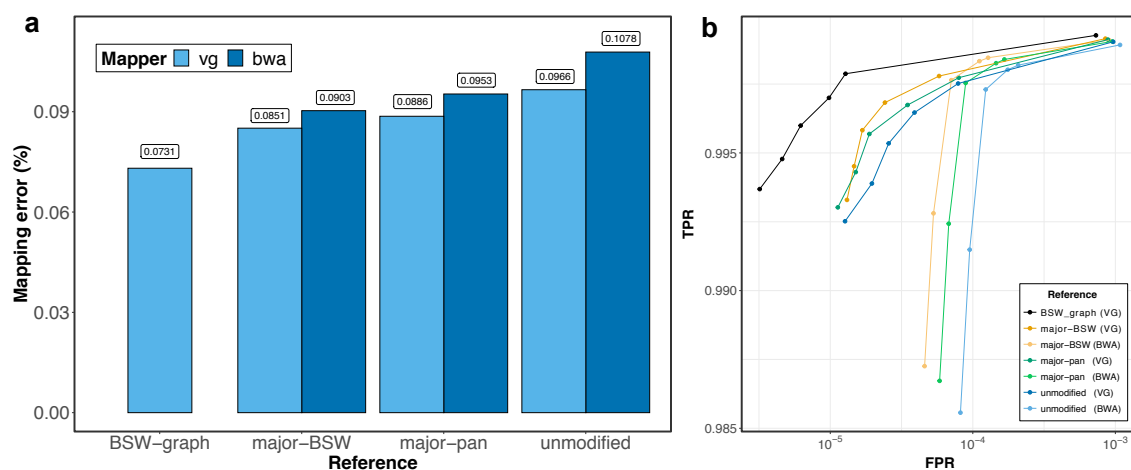 a
Mapping error (%)
0.09
0.06
0.03
0.00
Mapper vg bwa
0.0731
0.0851
0.0903
0.0886
0.0953
0.0966
0.1078
BSW−graph major−BSW major−pan unmodified
Reference
b
TPR
0.995
0.990
0.985
Reference
BSW_graph (VG)
major−BSW (VG)
major−BSW (BWA)
major−pan (VG)
major−pan (BWA)
unmodified (VG)
unmodified (BWA)
10⁻⁵ 10⁻⁴ 10⁻³
FPR